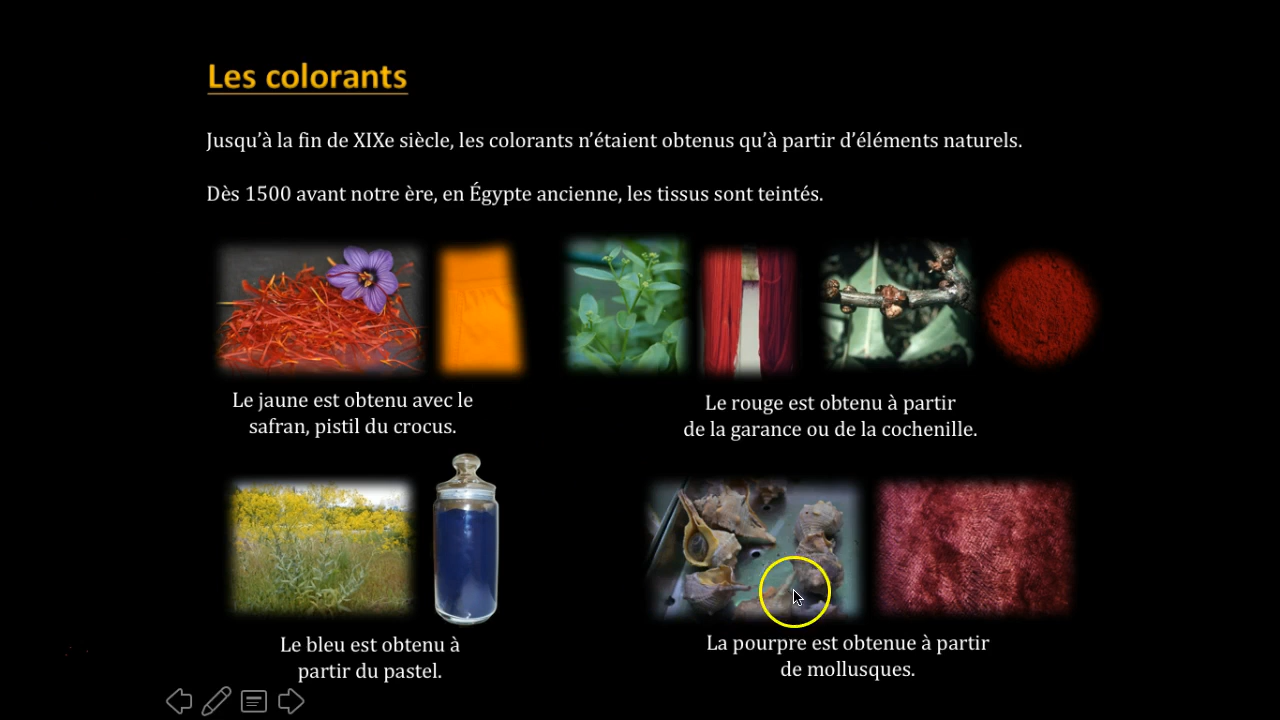 Les colorants
Jusqu’à la fin de XIXe siècle, les colorants n’étaient obtenus qu’à partir d’éléments naturels.
Dès 1500 avant notre ère, en Égypte ancienne, les tissus sont teintés.
Le jaune est obtenu avec le
safran, pistil du crocus.
Le rouge est obtenu à partir
de la garance ou de la cochenille.
Le bleu est obtenu à
partir du pastel.
La pourpre est obtenue à partir
de mollusques.